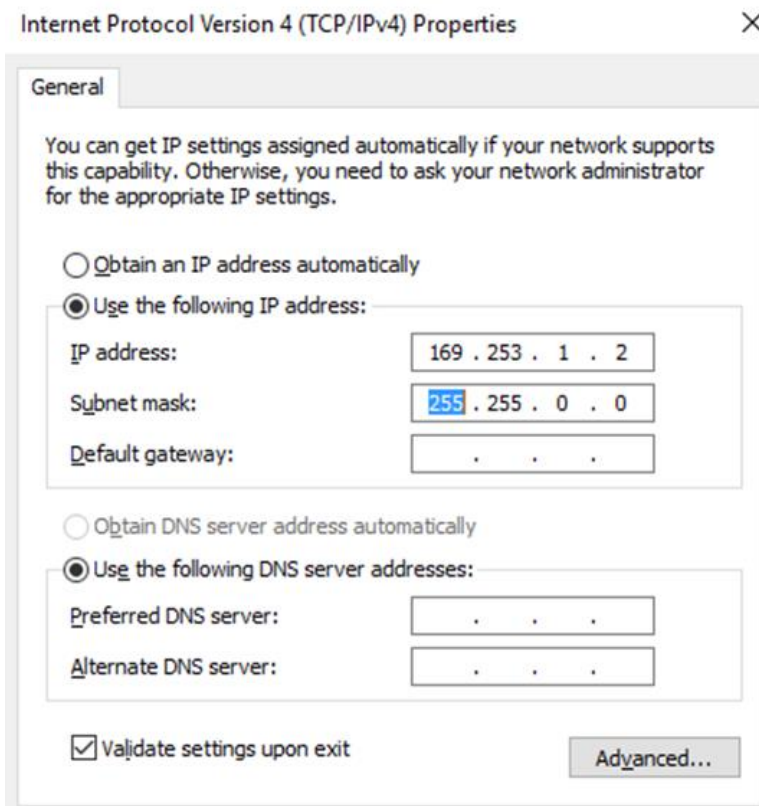 Internet Protocol Version 4 (TCP/IPv4) Properties
General
You can get IP settings assigned automatically if your network supports
this capability. Otherwise, you need to ask your network administrator
for the appropriate IP settings.
Obtain an IP address automatically
Use the following IP address:
IP address: 169 . 253 . 1 . 2
Subnet mask: 255 . 255 . 0 . 0
Default gateway: . . .
Obtain DNS server address automatically
Use the following DNS server addresses:
Preferred DNS server: . . .
Alternate DNS server: . . .
Validate settings upon exit
Advanced...